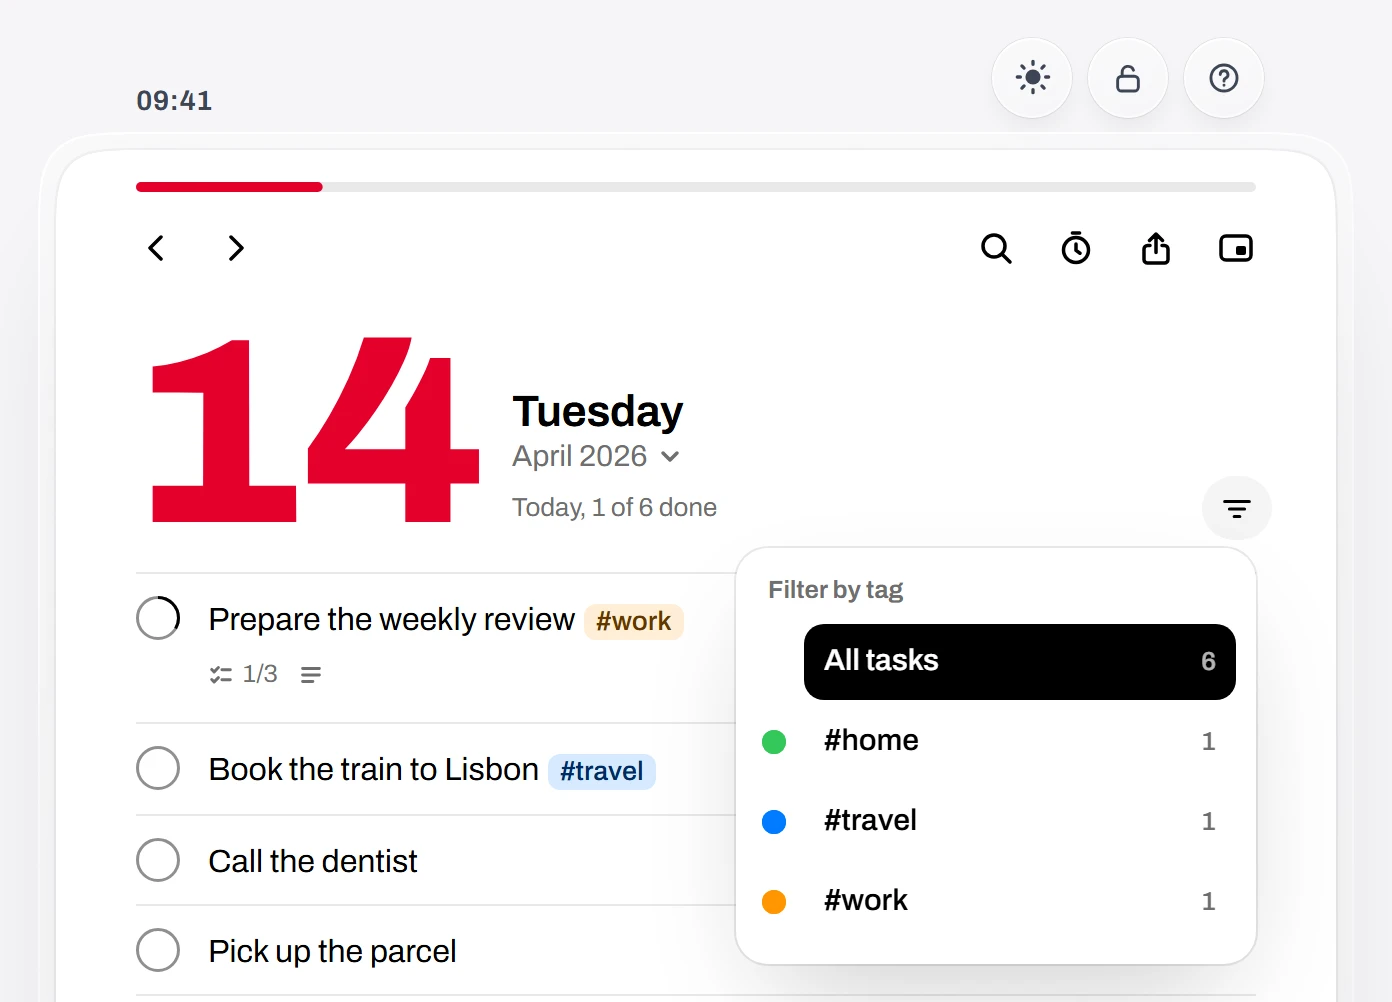 09:41
14
Tuesday
April 2026
Today, 1 of 6 done
Filter by tag
All tasks 6
#home 1
#travel 1
#work 1
Prepare the weekly review #work
1/3
Book the train to Lisbon #travel
Call the dentist
Pick up the parcel